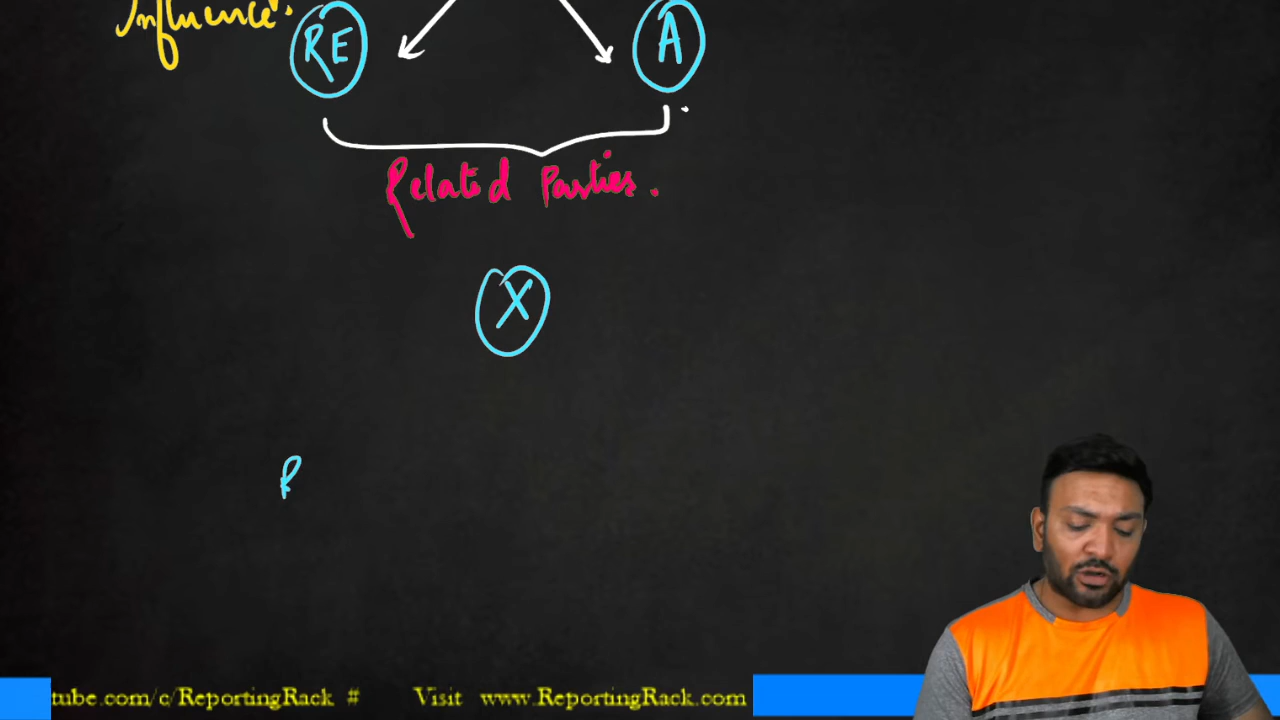 Influence.
RE A
Related Parties.
X
R
tube.com/c/ReportingRack # Visit www.ReportingRack.com